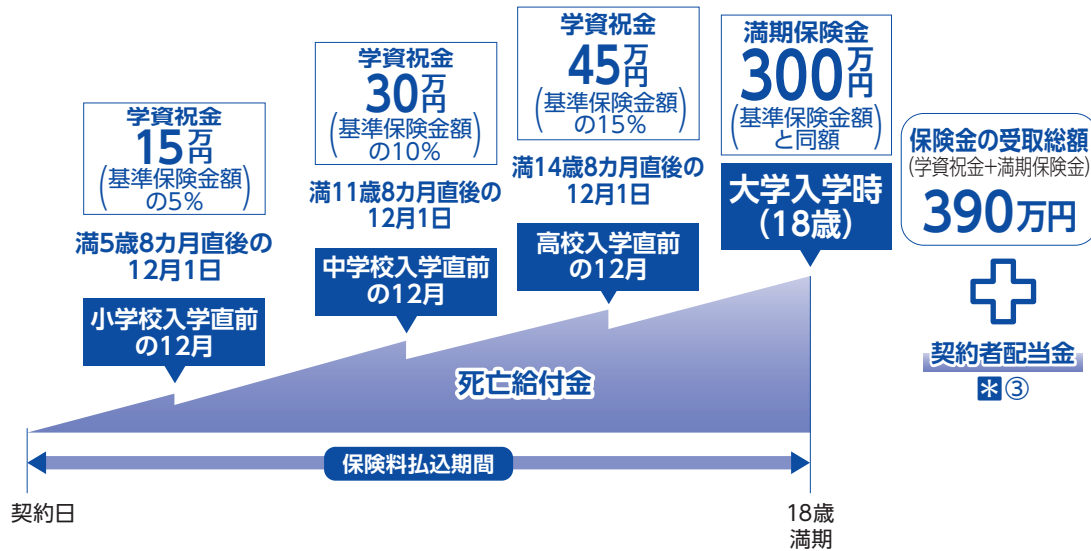 学資祝金
15万円
(基準保険金額
の5%)
満5歳8カ月直後の
12月1日
小学校入学直前
の12月
学資祝金
30万円
(基準保険金額
の10%)
満11歳8カ月直後の
12月1日
中学校入学直前
の12月
学資祝金
45万円
(基準保険金額
の15%)
満14歳8カ月直後の
12月1日
高校入学直前
の12月
満期保険金
300万円
(基準保険金額
と同額)
大学入学時
(18歳)
保険金の受取総額
(学資祝金+満期保険金)
390万円
契約者配当金
*③
死亡給付金
保険料払込期間
契約日
18歳
満期